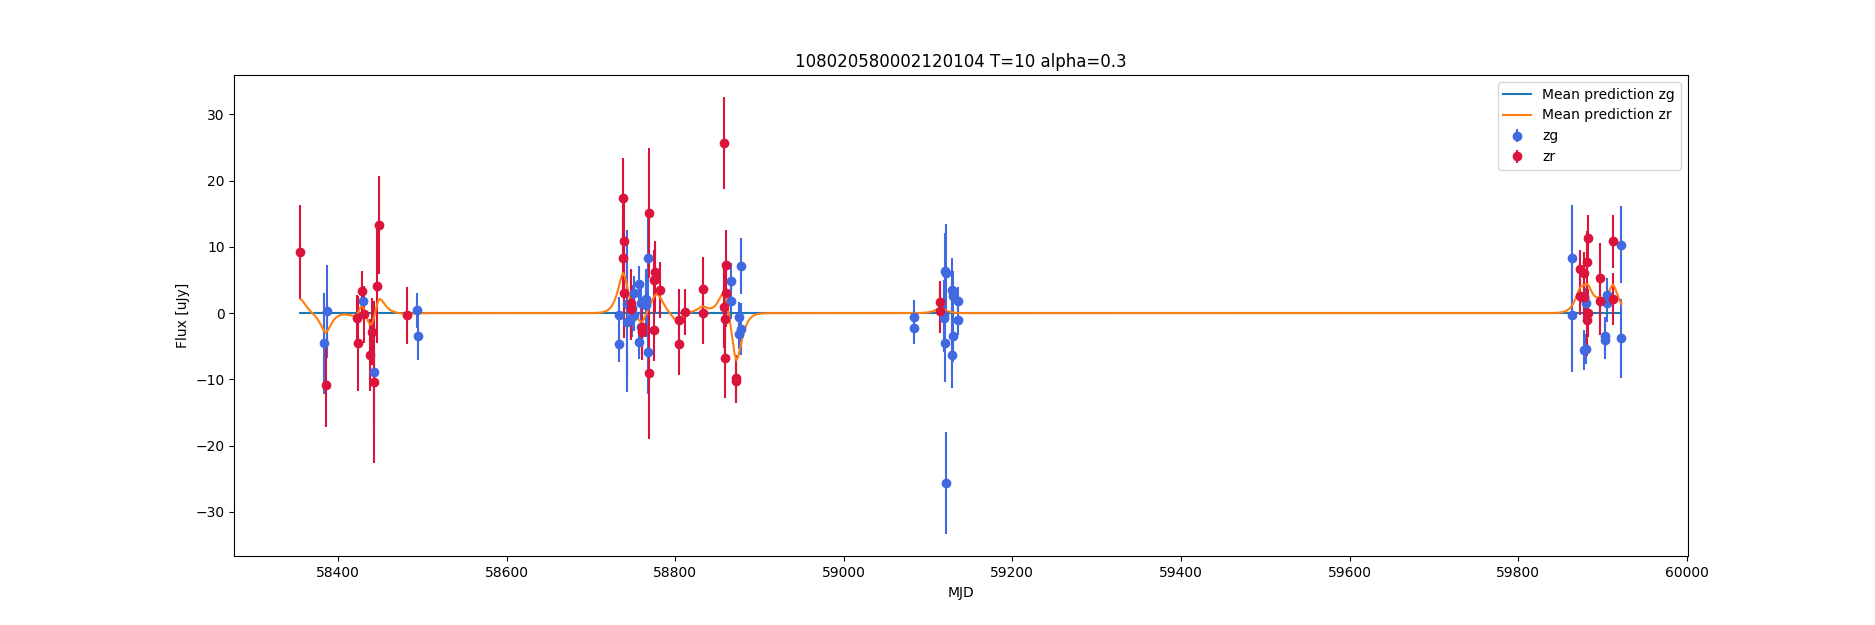 108020580002120104 T=10 alpha=0.3
Mean prediction zg
Mean prediction zr
zg
zr
Flux [uJy]
30
20
10
0
−10
−20
−30
58400 58600 58800 59000 59200 59400 59600 59800 60000
MJD